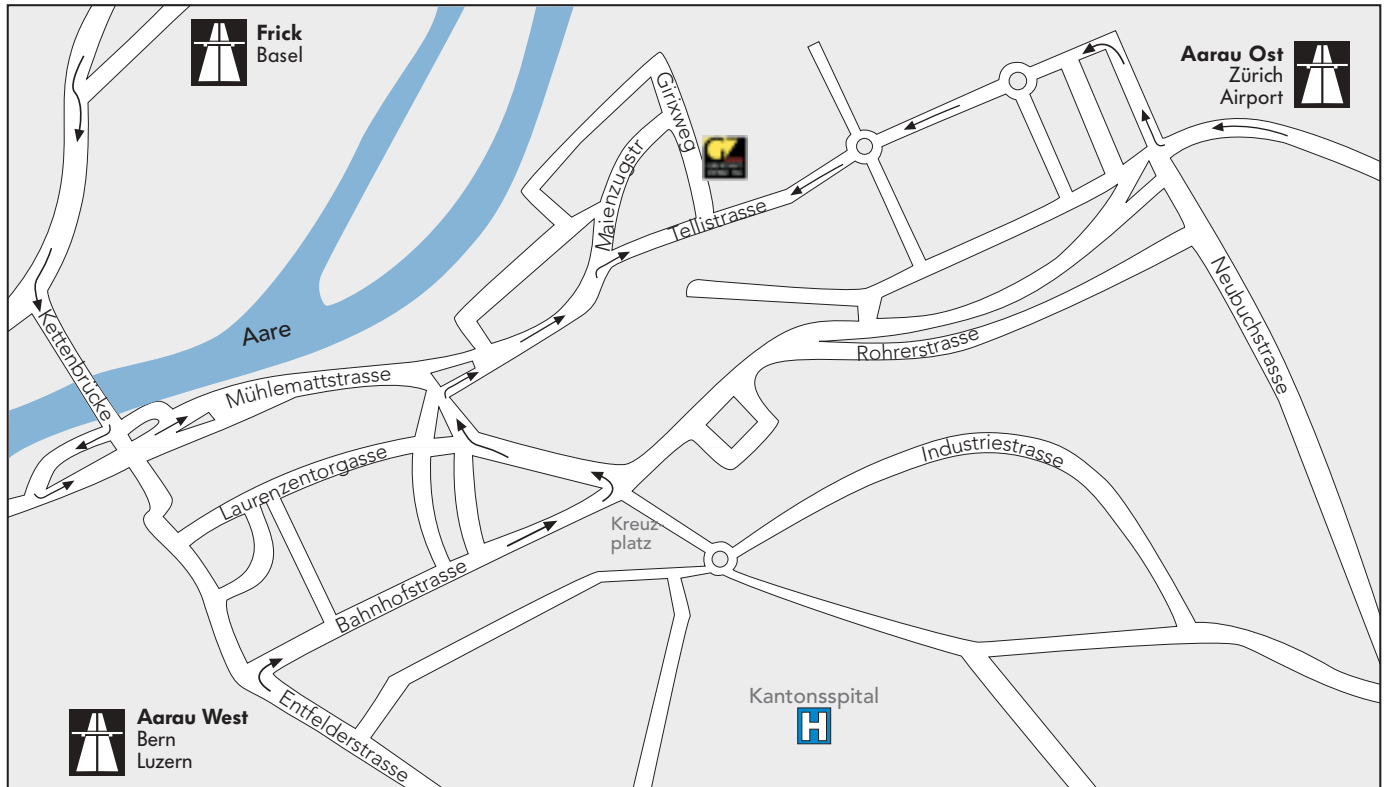 Frick
Basel
Aarau Ost
Zürich
Airport
Girixweg
Maienzugstr
Tellistrasse
Aare
Kettenbrücke
Mühlemattstrasse
Neubuchstrasse
Rohrerstrasse
Laurenzentorgasse
Industriestrasse
Kreuz-
platz
Bahnhofstrasse
Entfelderstrasse
Kantonsspital
H
Aarau West
Bern
Luzern